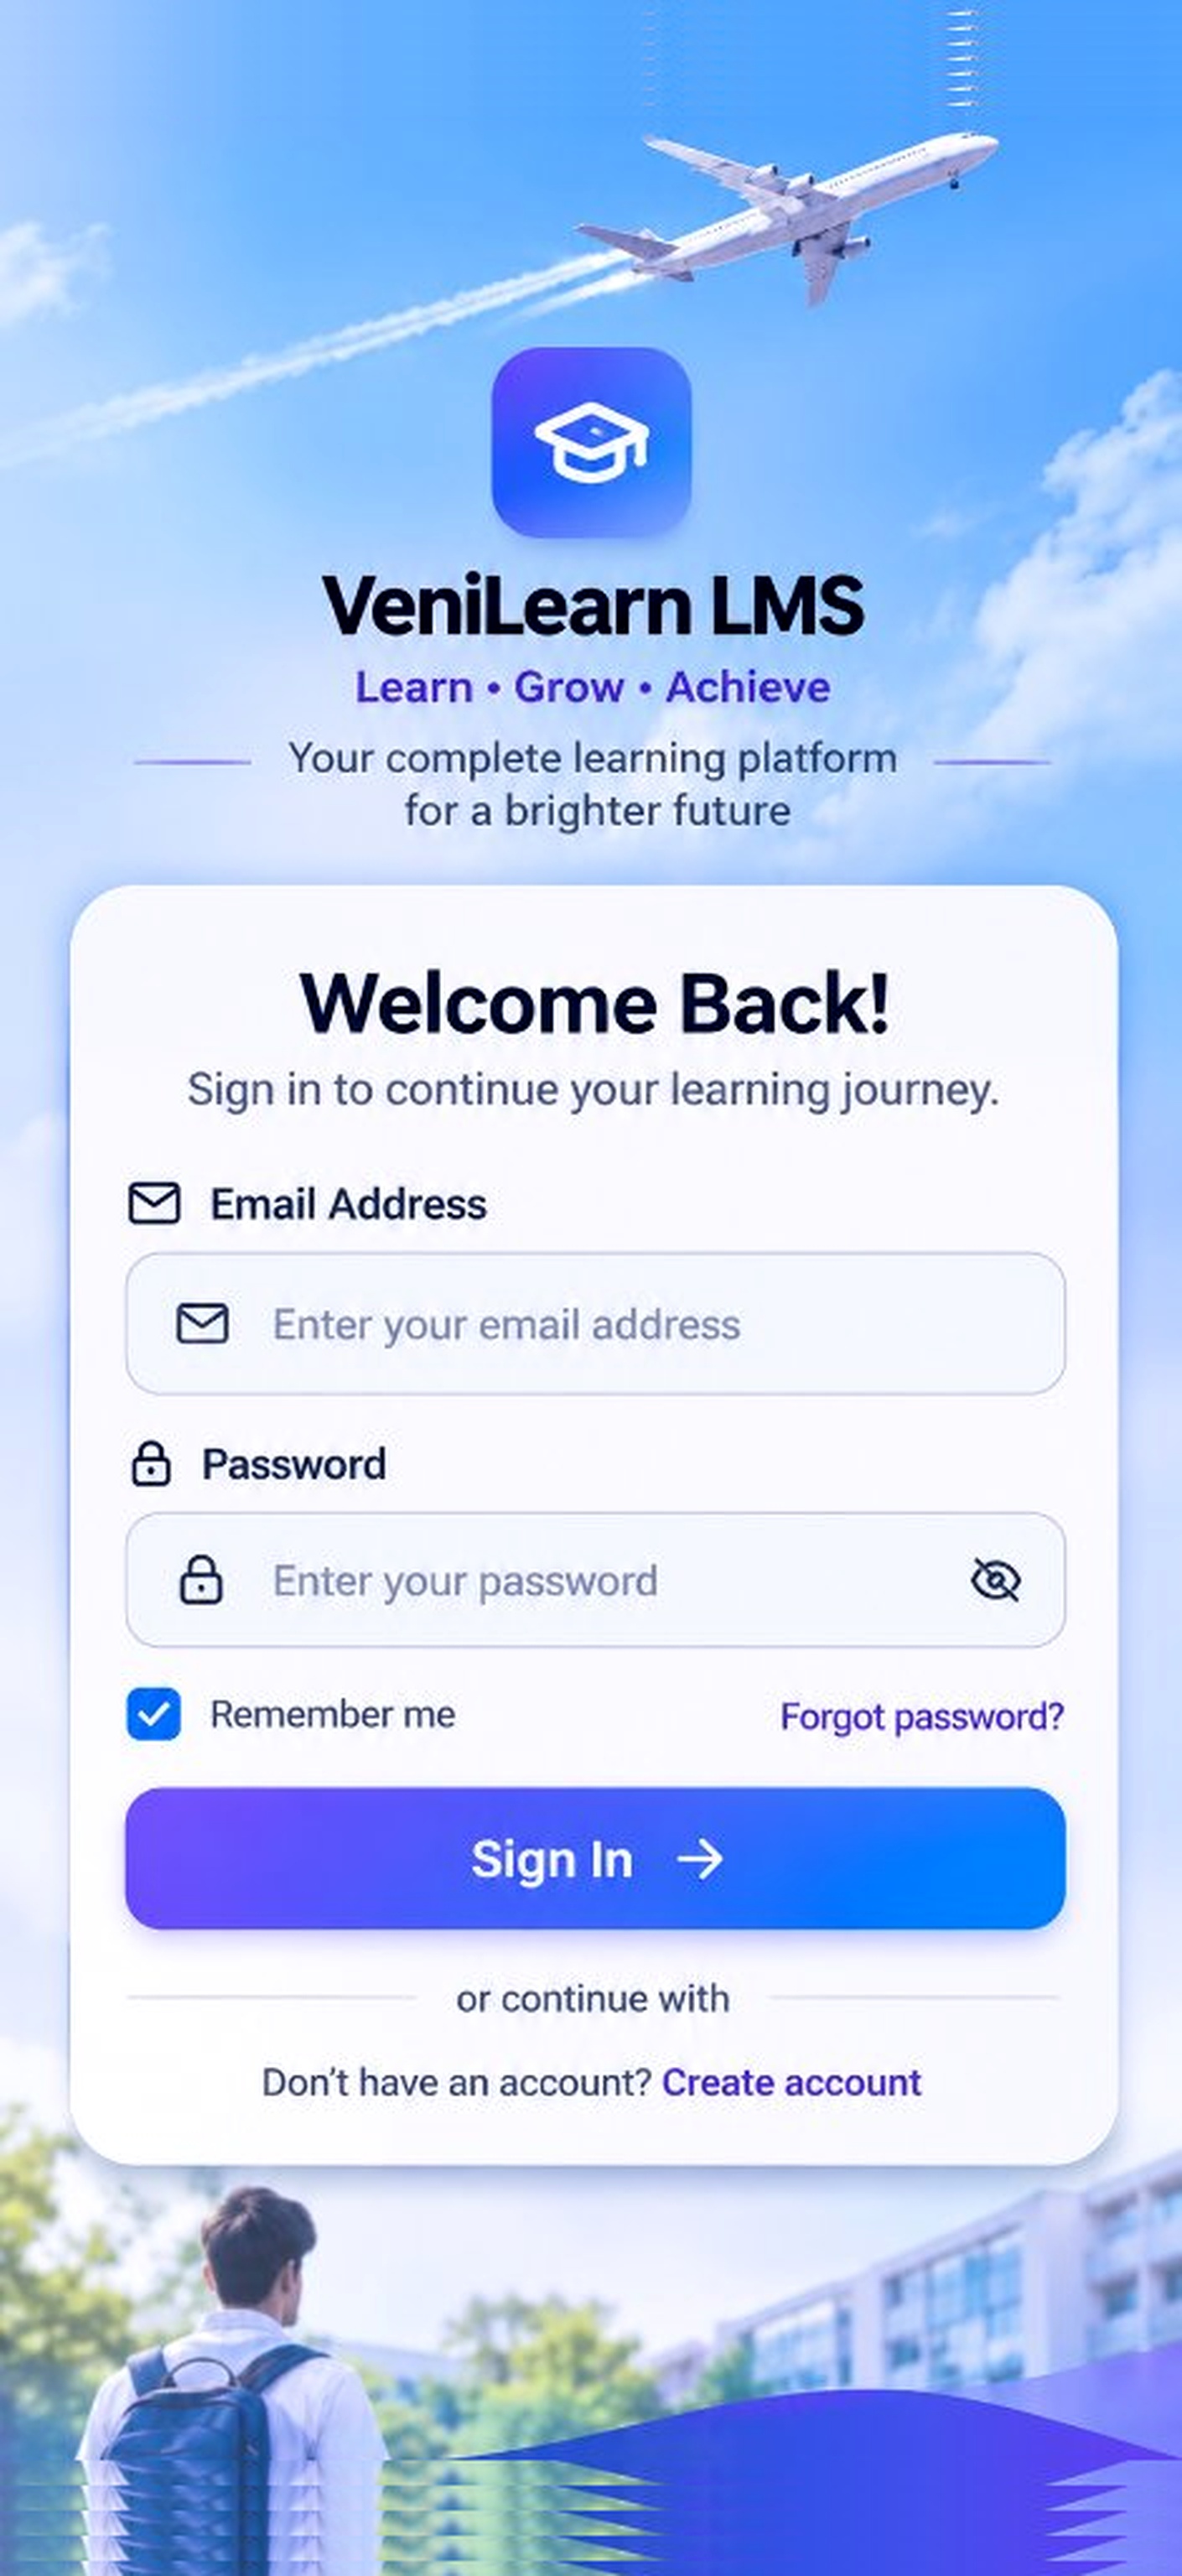 VeniLearn LMS
Learn • Grow • Achieve
Your complete learning platform
for a brighter future
Welcome Back!
Sign in to continue your learning journey.
Email Address
Enter your email address
Password
Enter your password
Remember me
Forgot password?
Sign In →
or continue with
Don’t have an account? Create account